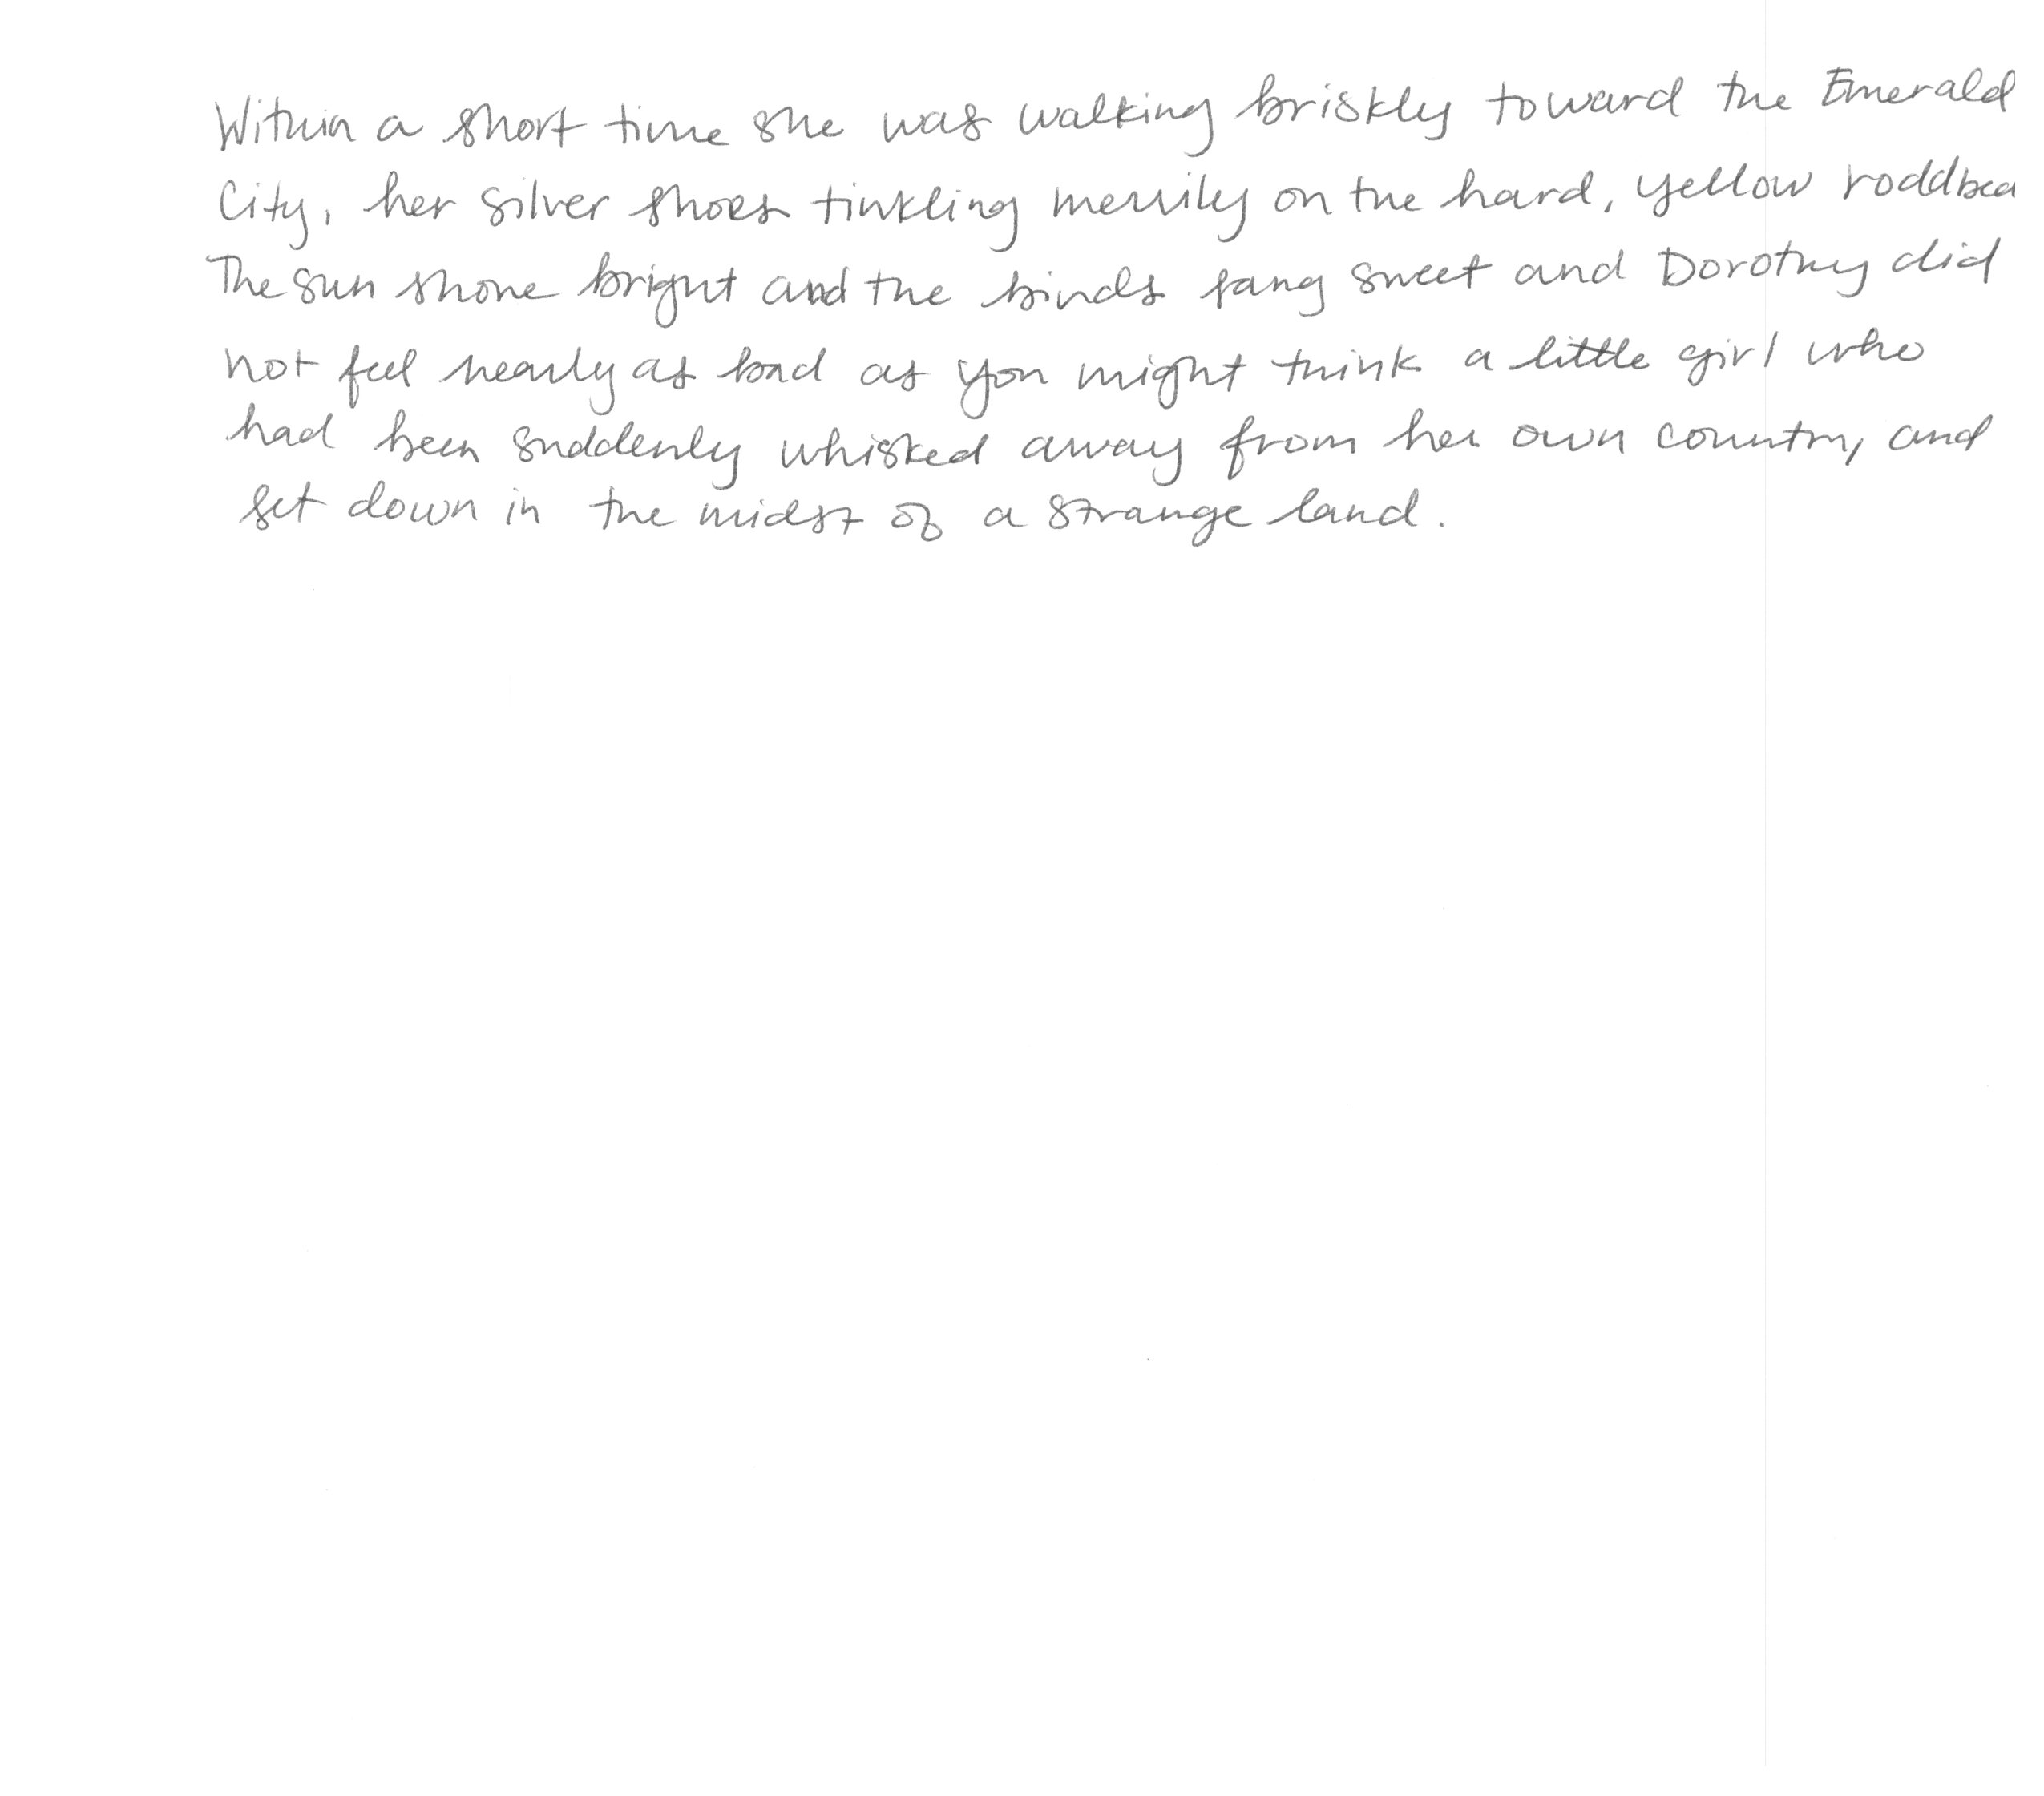 Within a short time she was walking briskly toward the Emerald
City, her silver shoes tinkling merrily on the hard, yellow roddbed
The sun shone bright and the birds sang sweet and Dorothy did
not feel nearly as bad as you might think a little girl who
had been suddenly whisked away from her own country, and
set down in the midst of a strange land.